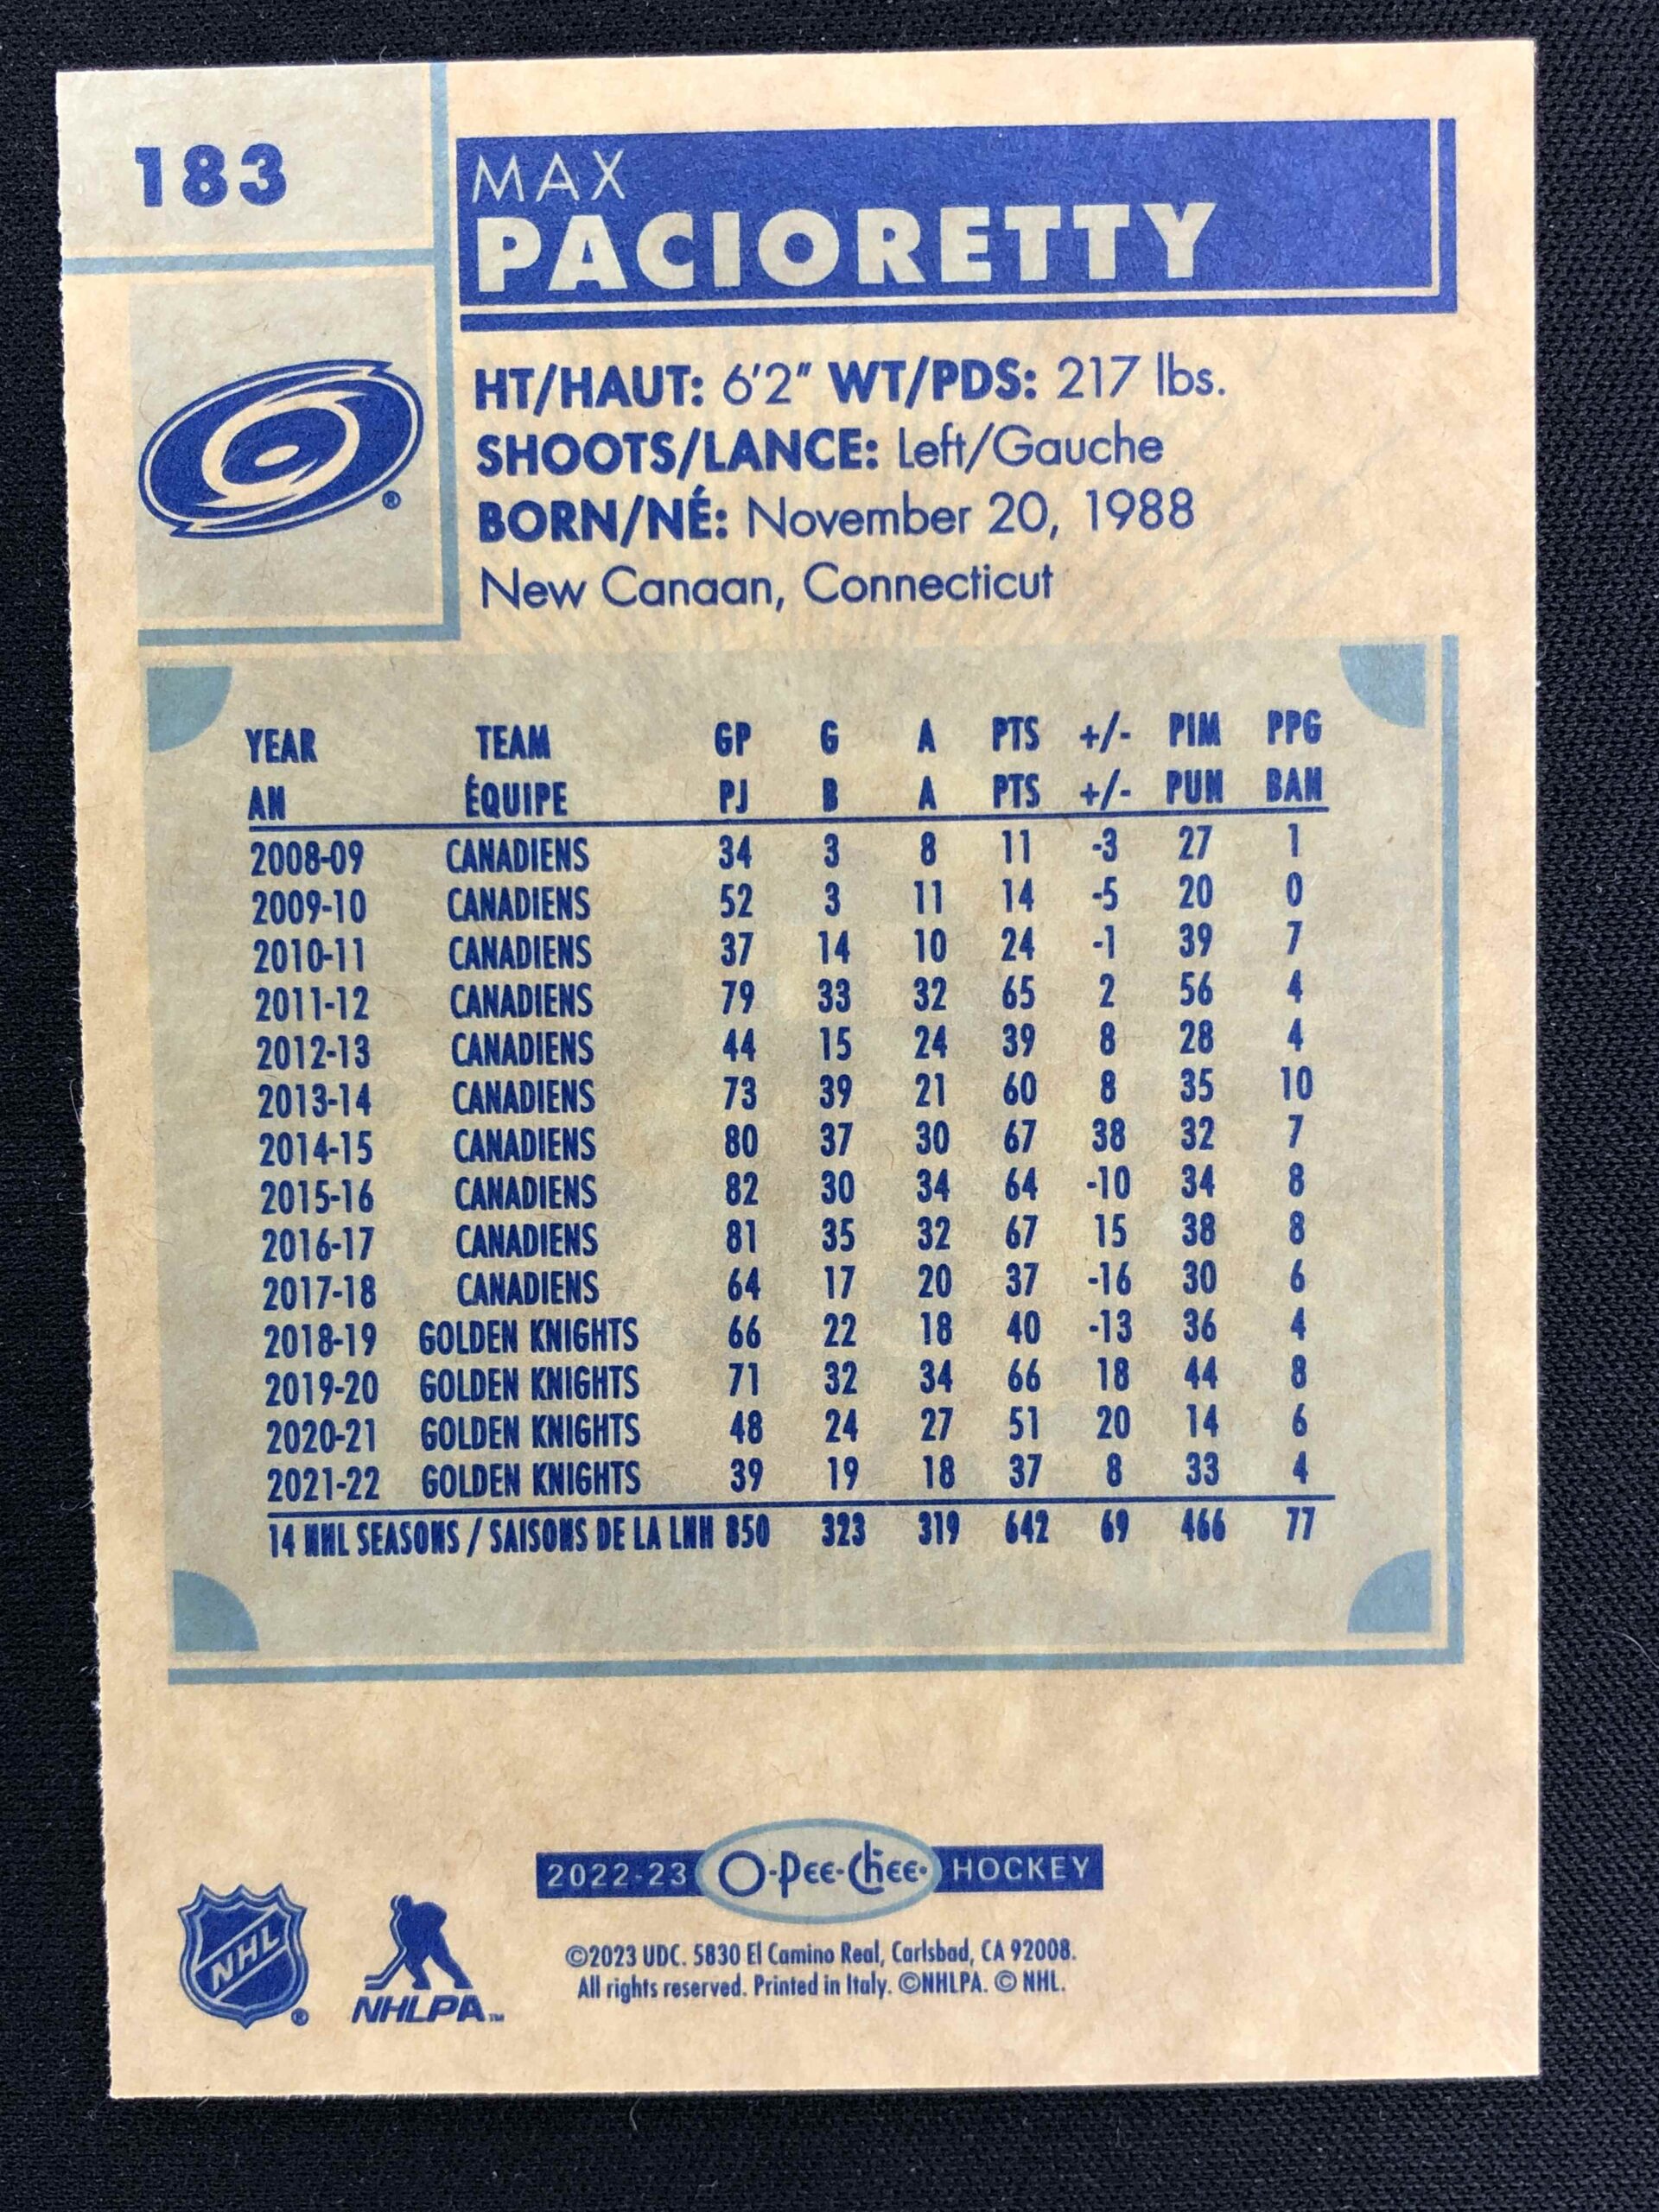 183
MAX
PACIORETTY
HT/HAUT: 6'2" WT/PDS: 217 lbs.
SHOOTS/LANCE: Left/Gauche
BORN/NÉ: November 20, 1988
New Canaan, Connecticut
®
YEAR TEAM GP G A PTS +/- PIM PPG
AN ÉQUIPE PJ B A PTS +/- PUN BAN
2008-09 CANADIENS 34 3 8 11 -3 27 1
2009-10 CANADIENS 52 3 11 14 -5 20 0
2010-11 CANADIENS 37 14 10 24 -1 39 7
2011-12 CANADIENS 79 33 32 65 2 56 4
2012-13 CANADIENS 44 15 24 39 8 28 4
2013-14 CANADIENS 73 39 21 60 8 35 10
2014-15 CANADIENS 80 37 30 67 38 32 7
2015-16 CANADIENS 82 30 34 64 -10 34 8
2016-17 CANADIENS 81 35 32 67 15 38 8
2017-18 CANADIENS 64 17 20 37 -16 30 6
2018-19 GOLDEN KNIGHTS 66 22 18 40 -13 36 4
2019-20 GOLDEN KNIGHTS 71 32 34 66 18 44 8
2020-21 GOLDEN KNIGHTS 48 24 27 51 20 14 6
2021-22 GOLDEN KNIGHTS 39 19 18 37 8 33 4
14 NHL SEASONS / SAISONS DE LA LNH 850 323 319 642 69 466 77
2022-23 O-Pee-Chee HOCKEY
NHL ®
NHLPA™
©2023 UDC. 5830 El Camino Real, Carlsbad, CA 92008.
All rights reserved. Printed in Italy. ©NHLPA. © NHL.